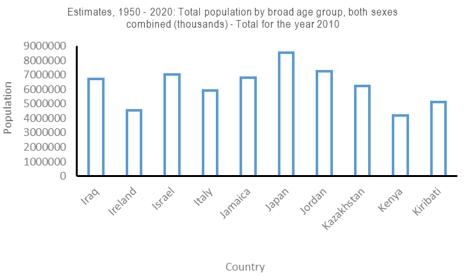 Estimates, 1950 - 2020: Total population by broad age group, both sexes
combined (thousands) - Total for the year 2010
Population
9000000
8000000
7000000
6000000
5000000
4000000
3000000
2000000
1000000
0
Iraq
Ireland
Israel
Italy
Jamaica
Japan
Jordan
Kazakhstan
Kenya
Kiribati
Country